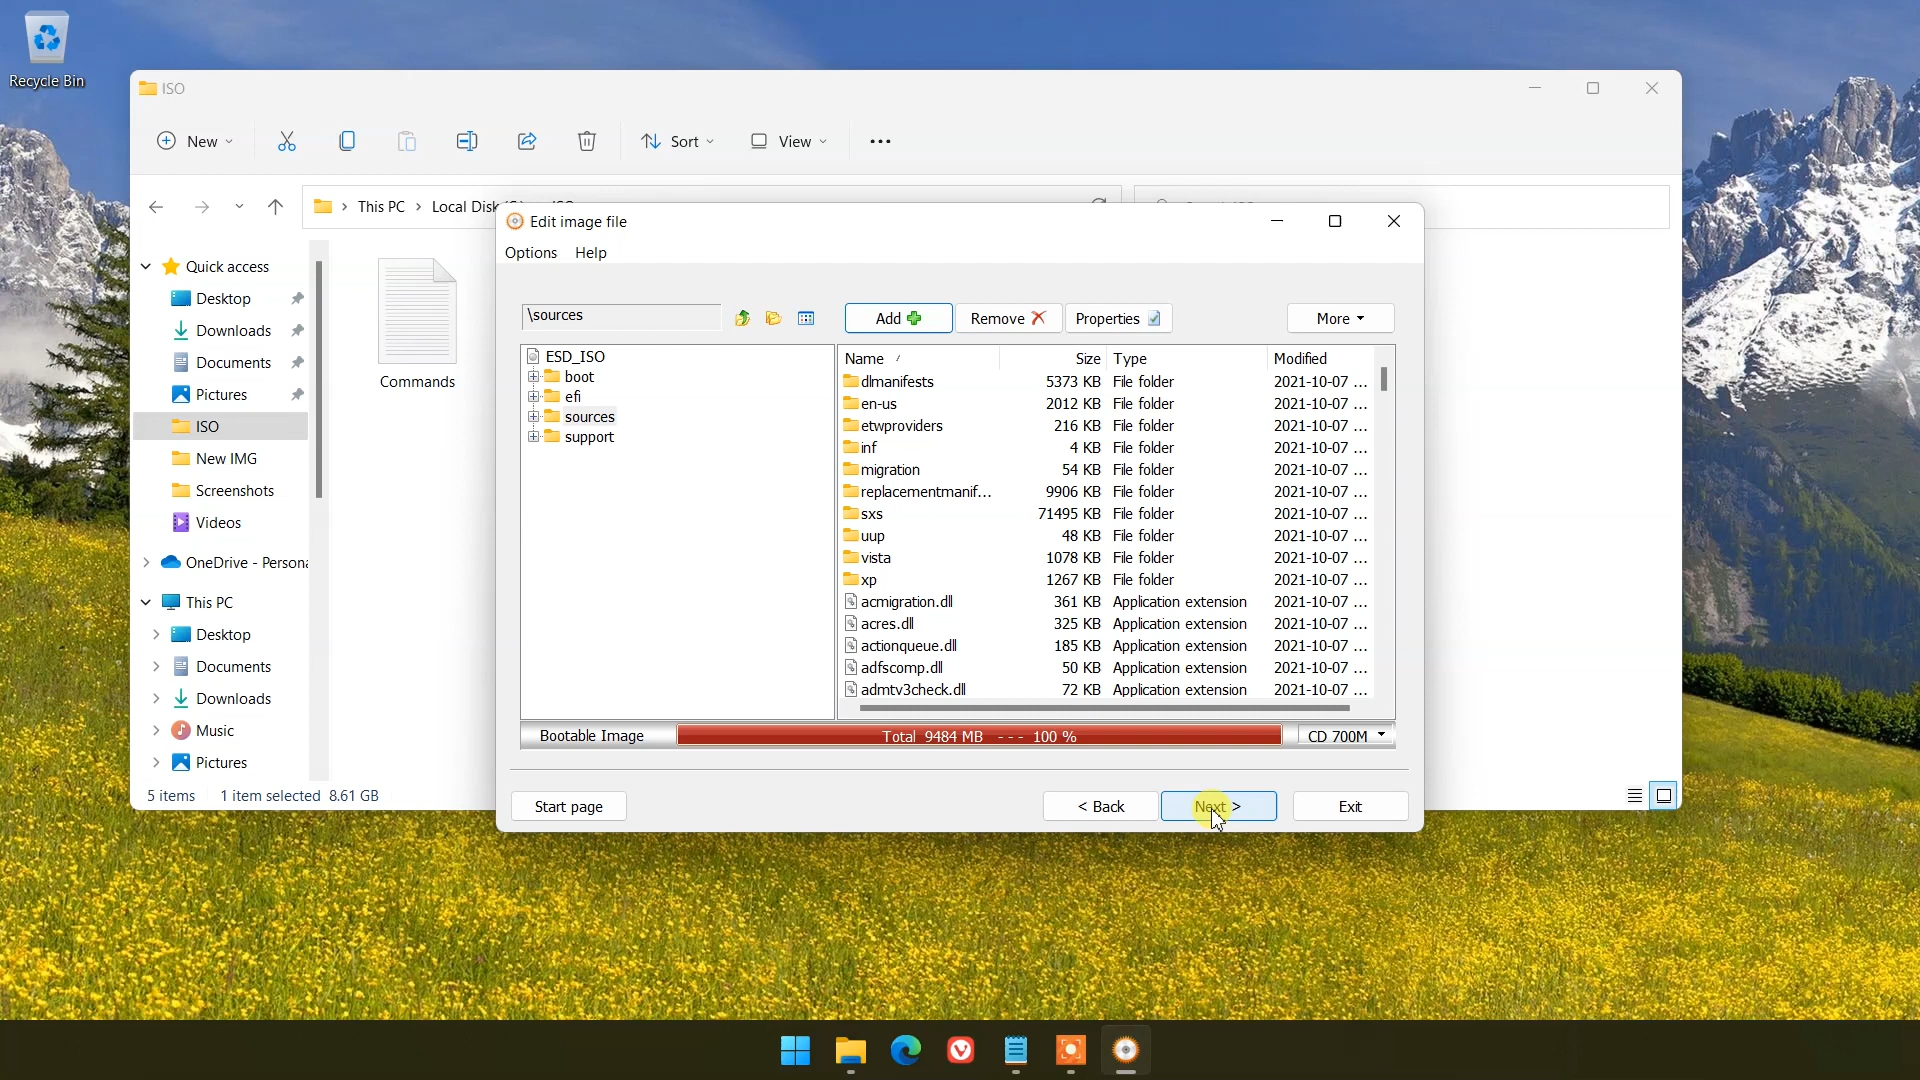 Recycle Bin
ISO
New
Sort
View
This PC
Local Disk
Quick access
Desktop
Downloads
Documents
Pictures
ISO
New IMG
Screenshots
Videos
OneDrive - Persona
This PC
Desktop
Documents
Downloads
Music
Pictures
Commands
5 items 1 item selected 8.61 GB
Edit image file
Options Help
\sources
Add
Remove
Properties
More
ESD_ISO
boot
efi
sources
support
Name Size Type Modified
dlmanifests 5373 KB File folder 2021-10-07 ...
en-us 2012 KB File folder 2021-10-07 ...
etwproviders 216 KB File folder 2021-10-07 ...
inf 4 KB File folder 2021-10-07 ...
migration 54 KB File folder 2021-10-07 ...
replacementmanif... 9906 KB File folder 2021-10-07 ...
sxs 71495 KB File folder 2021-10-07 ...
uup 48 KB File folder 2021-10-07 ...
vista 1078 KB File folder 2021-10-07 ...
xp 1267 KB File folder 2021-10-07 ...
acmigration.dll 361 KB Application extension 2021-10-07 ...
acres.dll 325 KB Application extension 2021-10-07 ...
actionqueue.dll 185 KB Application extension 2021-10-07 ...
adfscomp.dll 50 KB Application extension 2021-10-07 ...
admtv3check.dll 72 KB Application extension 2021-10-07 ...
Bootable Image Total 9484 MB --- 100 % CD 700M
Start page
< Back
Next >
Exit